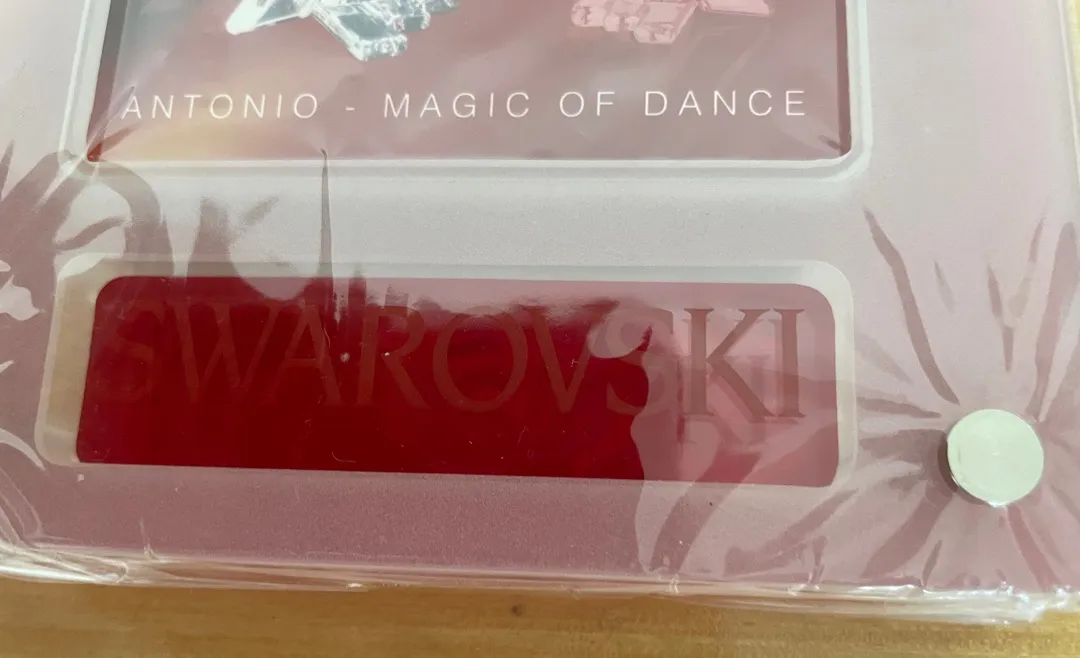 ANTONIO - MAGIC OF DANCE
SWAROVSKI